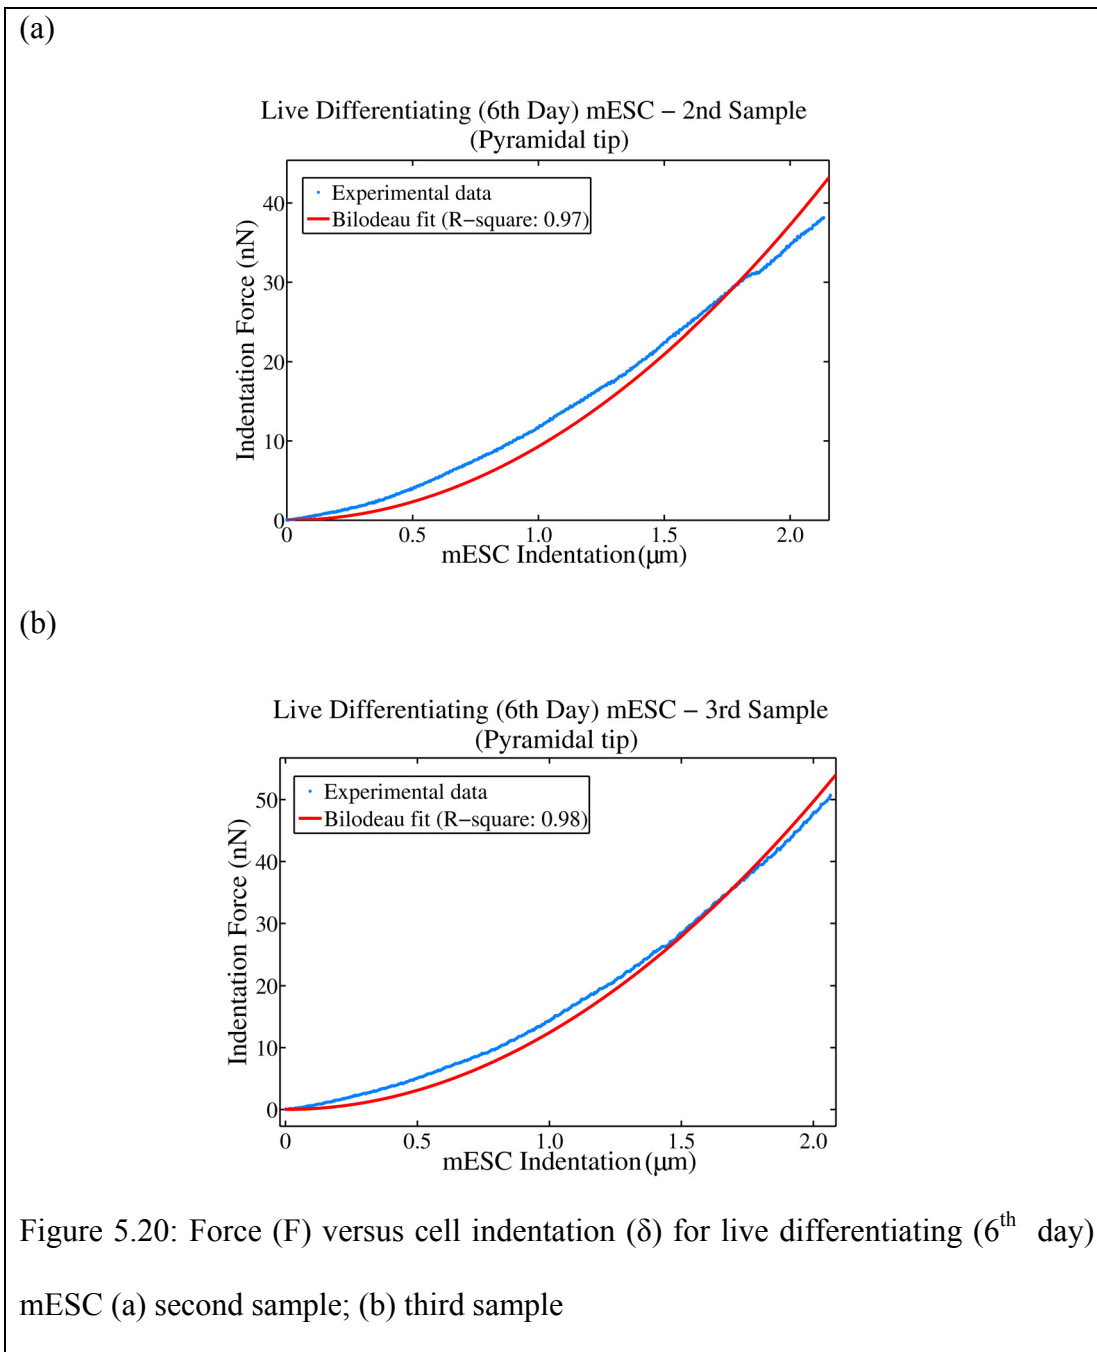 (a)
Live Differentiating (6th Day) mESC − 2nd Sample
(Pyramidal tip)
Experimental data
Bilodeau fit (R−square: 0.97)
Indentation Force (nN)
40
30
20
10
0
0 0.5 1.0 1.5 2.0
mESC Indentation (μm)
(b)
Live Differentiating (6th Day) mESC − 3rd Sample
(Pyramidal tip)
Experimental data
Bilodeau fit (R−square: 0.98)
Indentation Force (nN)
50
40
30
20
10
0
0 0.5 1.0 1.5 2.0
mESC Indentation (μm)
Figure 5.20: Force (F) versus cell indentation (δ) for live differentiating (6th day)
mESC (a) second sample; (b) third sample